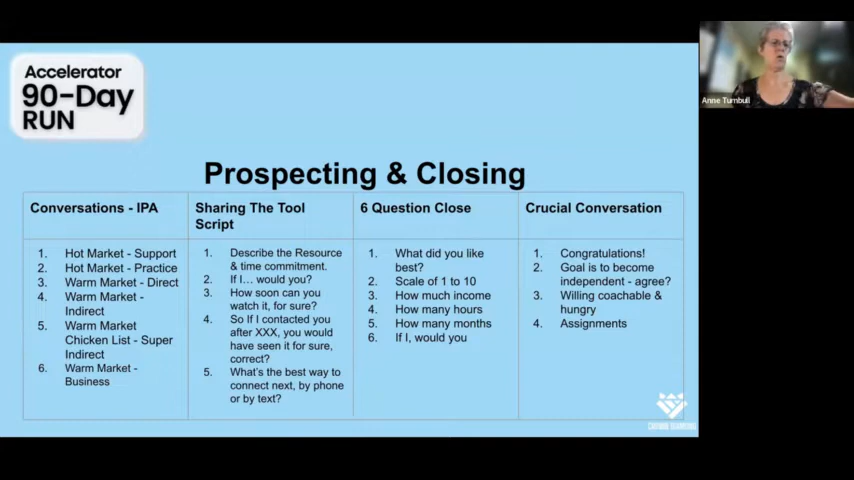 Accelerator
90-Day
RUN
Anne Turnbull
Prospecting & Closing
Conversations - IPA
1. Hot Market - Support
2. Hot Market - Practice
3. Warm Market - Direct
4. Warm Market -
Indirect
5. Warm Market
Chicken List - Super
Indirect
6. Warm Market -
Business
Sharing The Tool
Script
1. Describe the Resource
& time commitment.
2. If I... would you?
3. How soon can you
watch it, for sure?
4. So If I contacted you
after XXX, you would
have seen it for sure,
correct?
5. What's the best way to
connect next, by phone
or by text?
6 Question Close
1. What did you like
best?
2. Scale of 1 to 10
3. How much income
4. How many hours
5. How many months
6. If I, would you
Crucial Conversation
1. Congratulations!
2. Goal is to become
independent - agree?
3. Willing coachable &
hungry
4. Assignments